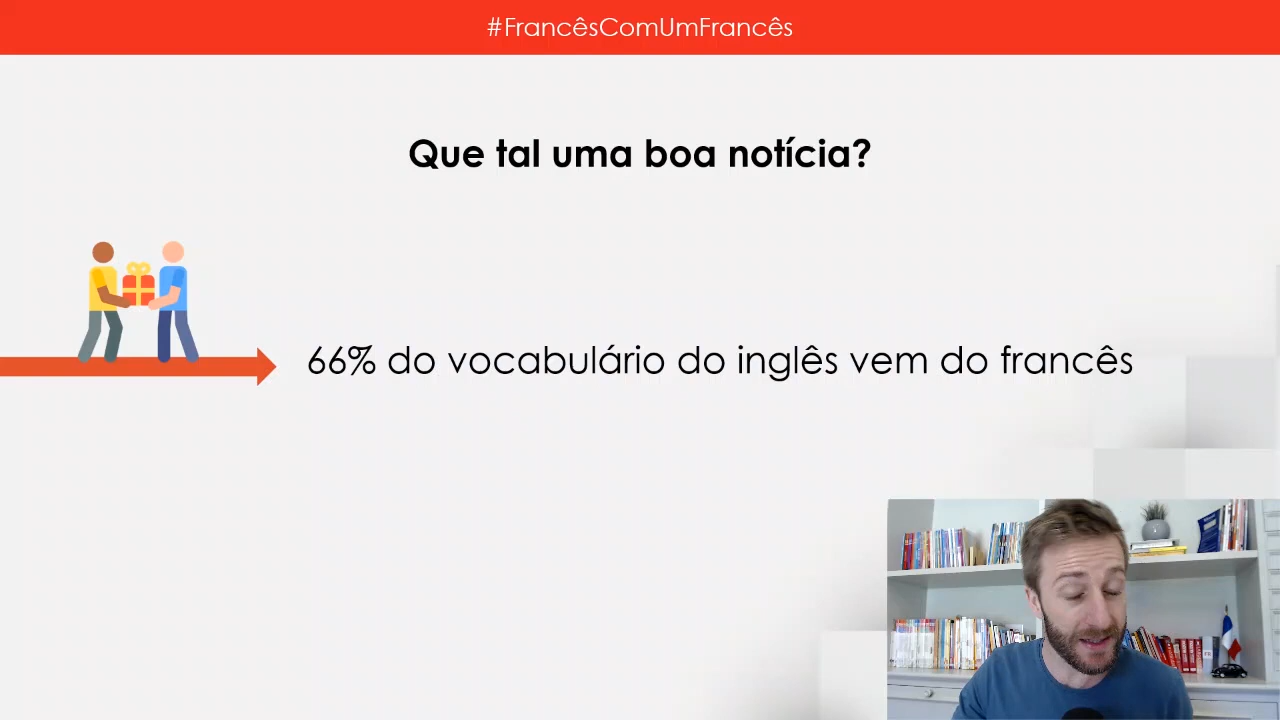 #FrancêsComUmFrancês
Que tal uma boa notícia?
66% do vocabulário do inglês vem do francês